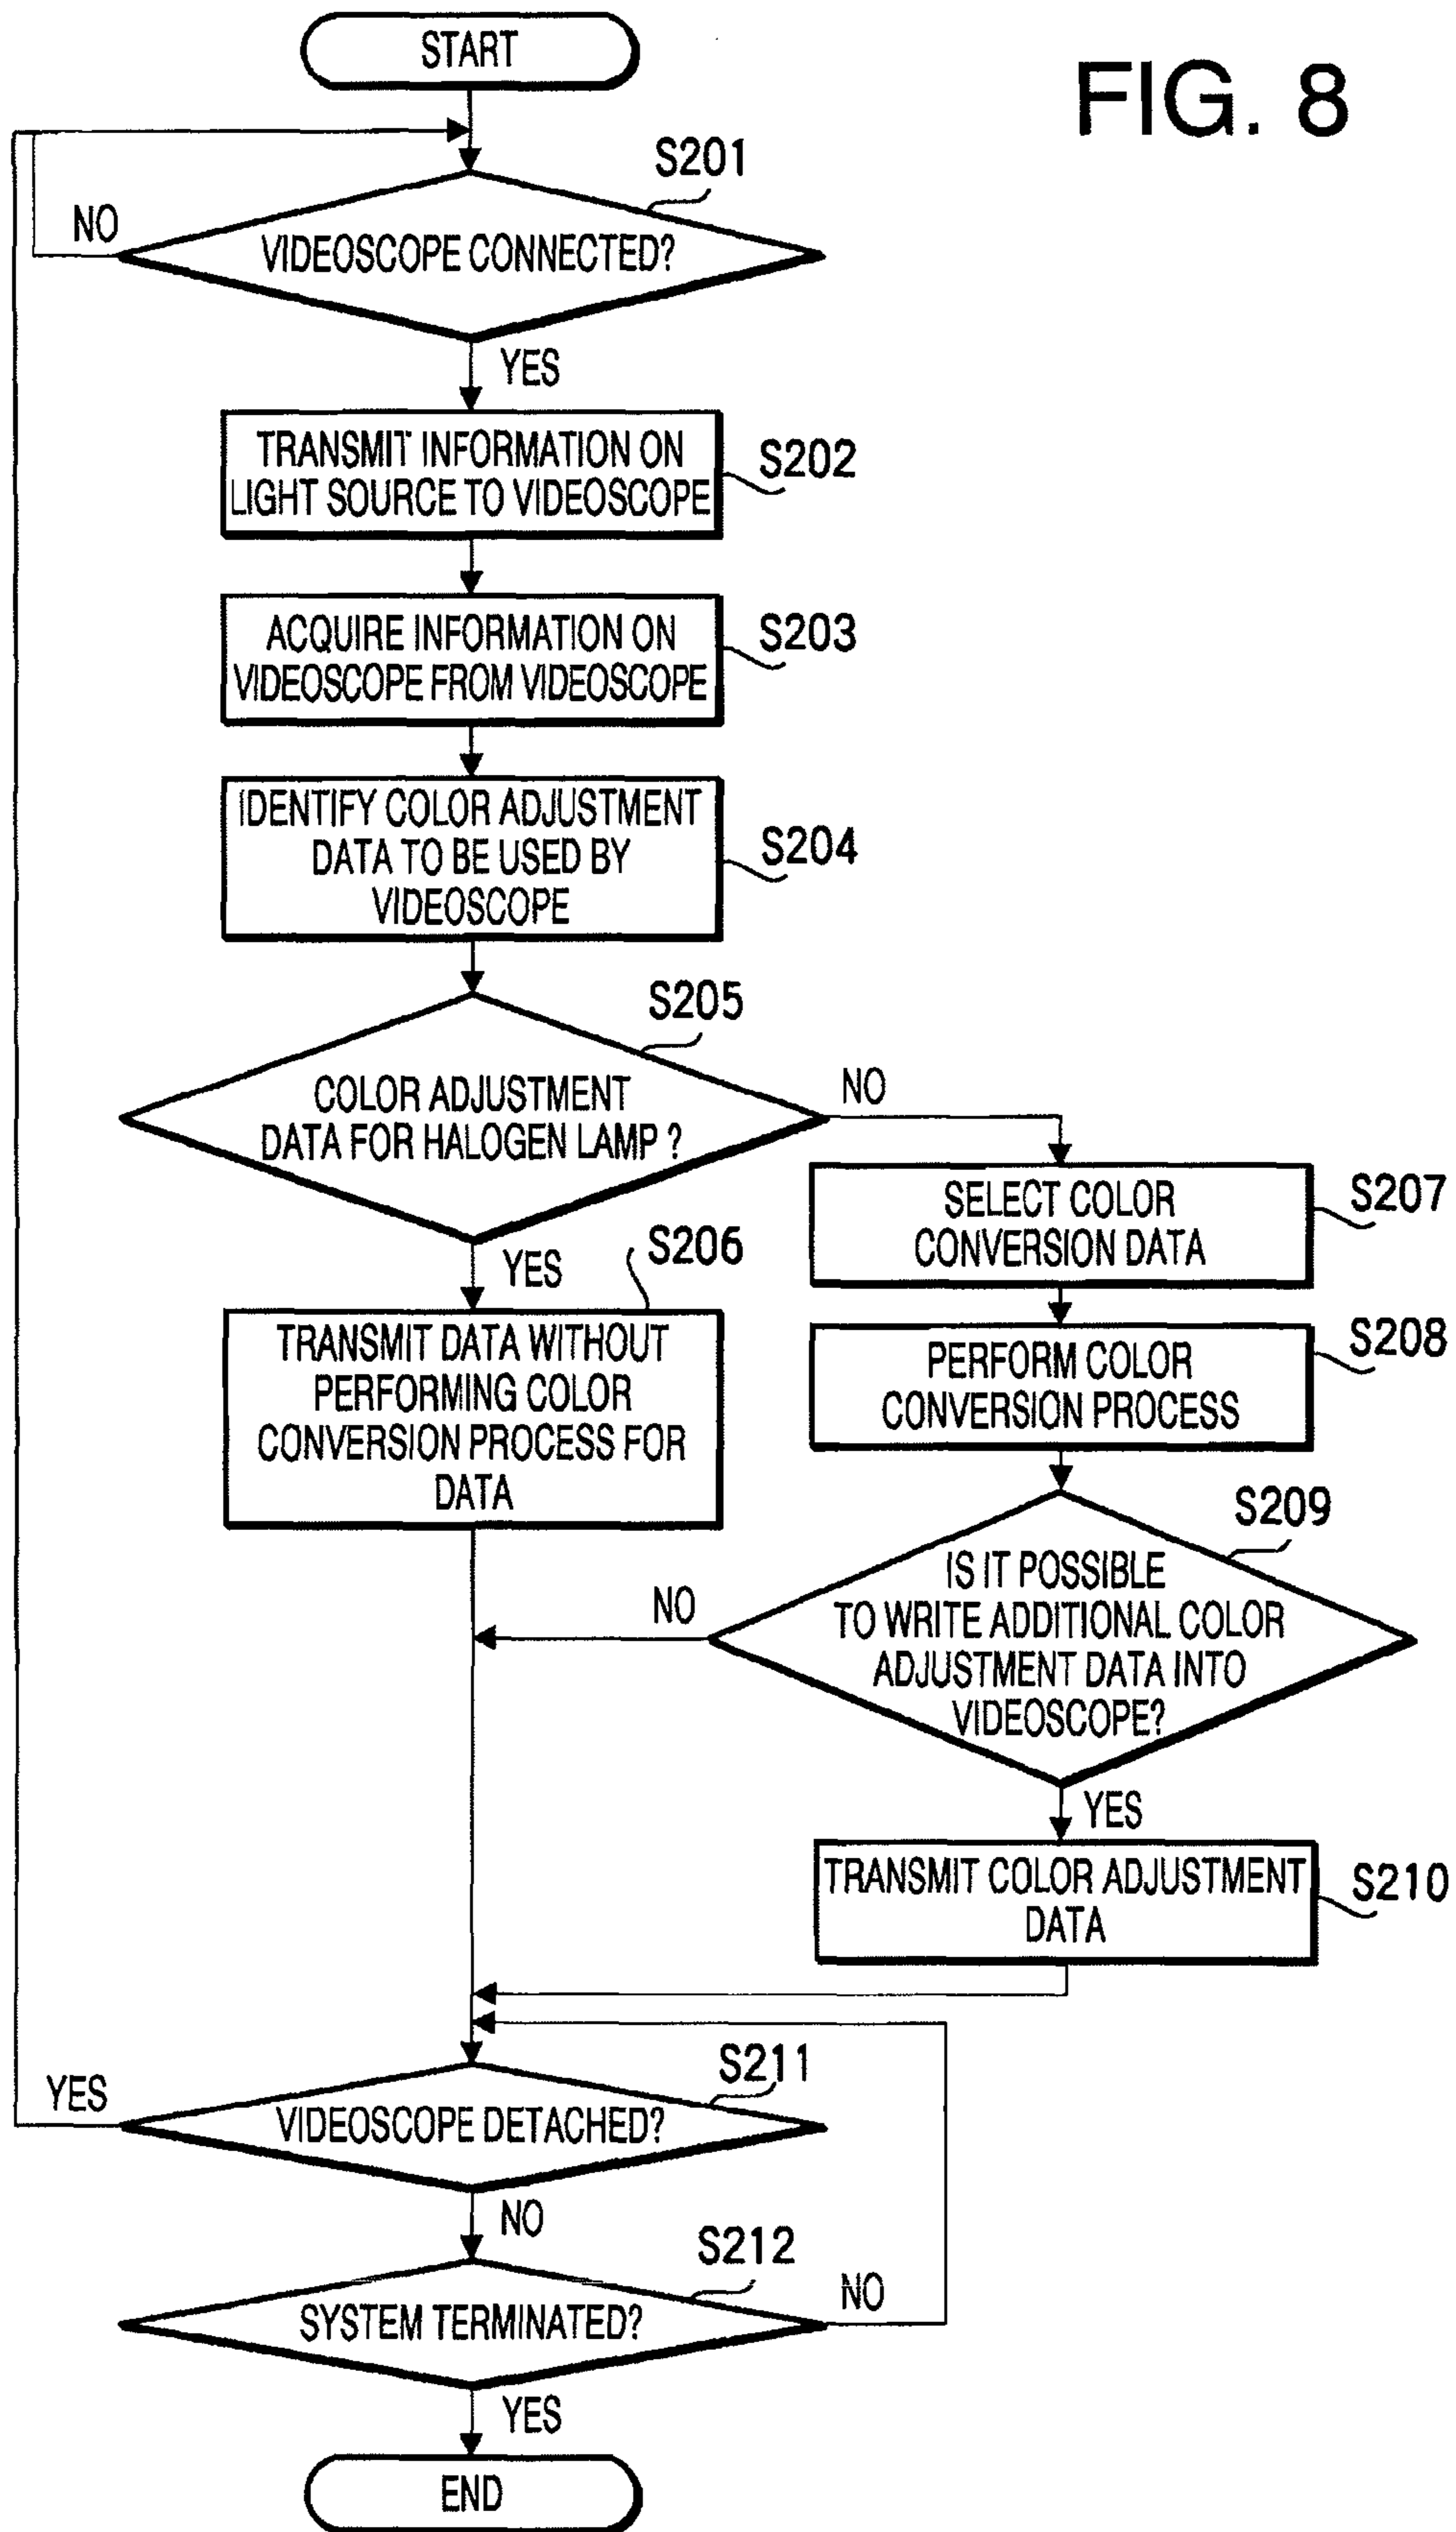 START
FIG. 8
S201
NO
VIDEOSCOPE CONNECTED?
YES
TRANSMIT INFORMATION ON
LIGHT SOURCE TO VIDEOSCOPE
S202
ACQUIRE INFORMATION ON
VIDEOSCOPE FROM VIDEOSCOPE
S203
IDENTIFY COLOR ADJUSTMENT
DATA TO BE USED BY
VIDEOSCOPE
S204
S205
COLOR ADJUSTMENT
DATA FOR HALOGEN LAMP ?
NO
YES
S206
TRANSMIT DATA WITHOUT
PERFORMING COLOR
CONVERSION PROCESS FOR
DATA
SELECT COLOR
CONVERSION DATA
S207
PERFORM COLOR
CONVERSION PROCESS
S208
S209
IS IT POSSIBLE
TO WRITE ADDITIONAL COLOR
ADJUSTMENT DATA INTO
VIDEOSCOPE?
NO
YES
TRANSMIT COLOR ADJUSTMENT
DATA
S210
S211
YES
VIDEOSCOPE DETACHED?
NO
S212
SYSTEM TERMINATED?
NO
YES
END